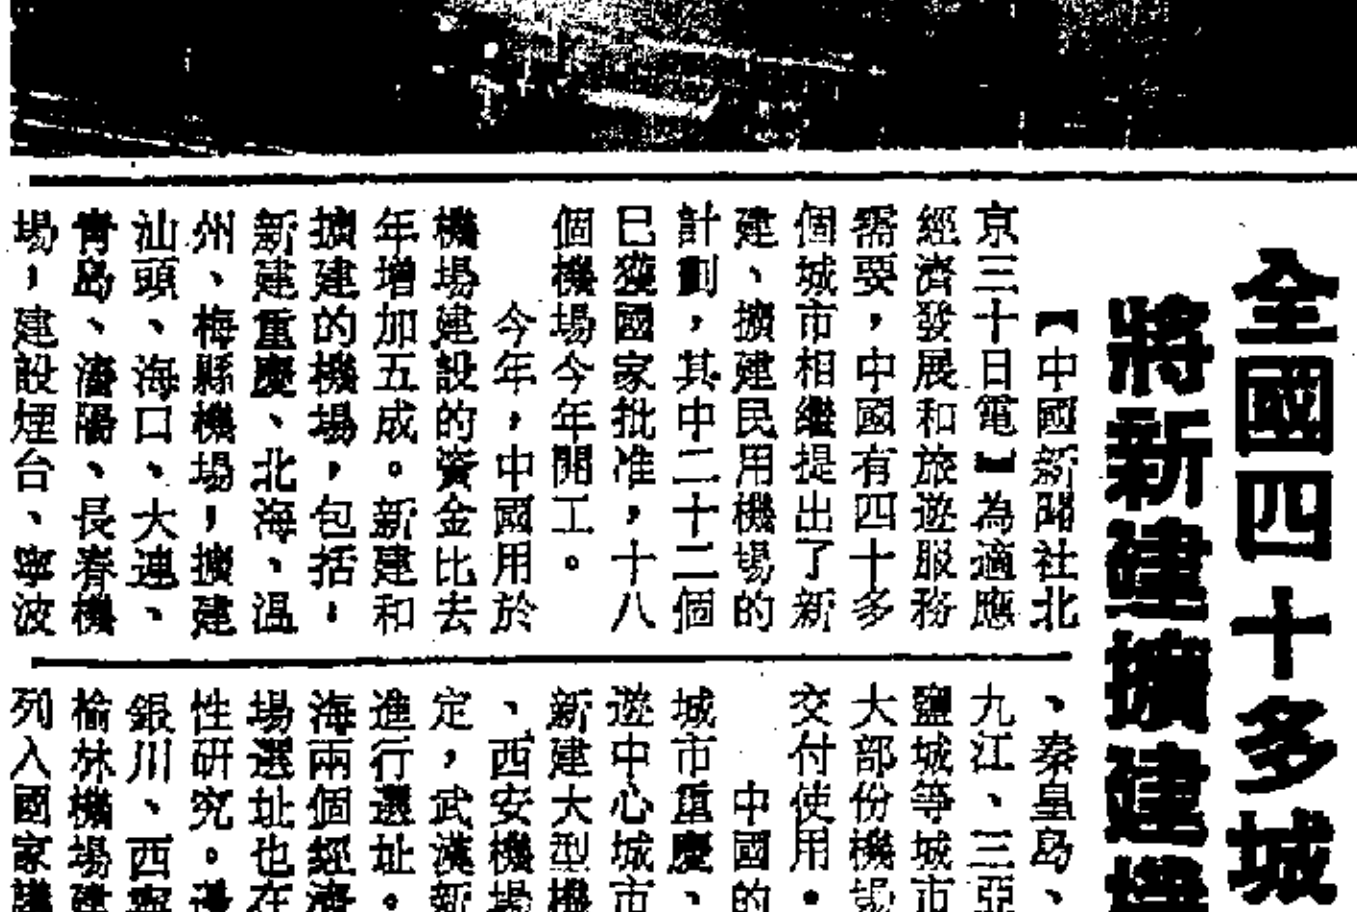 全國四十多城
將新建擴建機
【中國新聞社北
京三十日電】為適應
經濟發展和旅遊服務
需要，中國有四十多
個城市相繼提出了新
建、擴建民用機場的
計劃，其中二十二個
已獲國家批准，十八
個機場今年開工。
今年，中國用於
機場建設的資金比去
年增加五成。新建和
擴建的機場，包括：
新建重慶、北海、溫
州、梅縣機場，擴建
汕頭、海口、大連、
青島、瀋陽、長春機
場，建設煙台、寧波
、秦皇島、
九江、三亞
鹽城等城市
大部份機場
交付使用。
中國的
城市重慶、
遊中心城市
新建大型機
、西安機場
定，武漢新
進行選址。
海兩個經濟
場選址也在
性研究。邊
銀川、西寧
榆林機場建
列入國家議